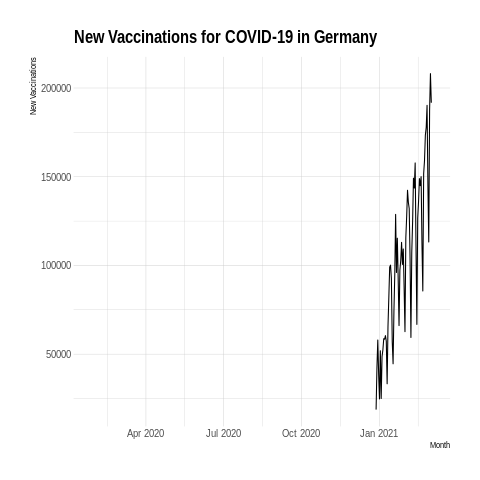 New Vaccinations for COVID-19 in Germany
New Vaccinations
200000
150000
100000
50000
Apr 2020 Jul 2020 Oct 2020 Jan 2021
Month